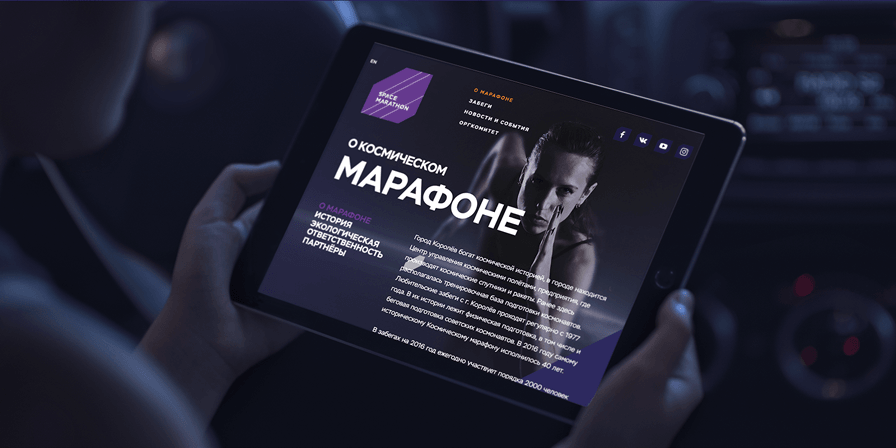 EN
SPACE
MARATHON
О МАРАФОНЕ
ЗАБЕГИ
НОВОСТИ И СОБЫТИЯ
ОРГКОМИТЕТ
О КОСМИЧЕСКОМ
МАРАФОНЕ
О МАРАФОНЕ
ИСТОРИЯ
ЭКОЛОГИЧЕСКАЯ
ОТВЕТСТВЕННОСТЬ
ПАРТНЁРЫ
Город Королёв богат космической историей, в городе находится
Центр управления космическими полётами, предприятия, где
производят космические спутники и ракеты. Ранее здесь
располагалась тренировочная база подготовки космонавтов.
Любительские забеги с г. Королёв проходят регулярно с 1977
года. В их истории лежит физическая подготовка, в том числе и
беговая подготовка советских космонавтов. В 2016 году самому
историческому Космическому марафону исполнилось 40 лет.
В забегах на 2016 год ежегодно участвует порядка 2000 человек